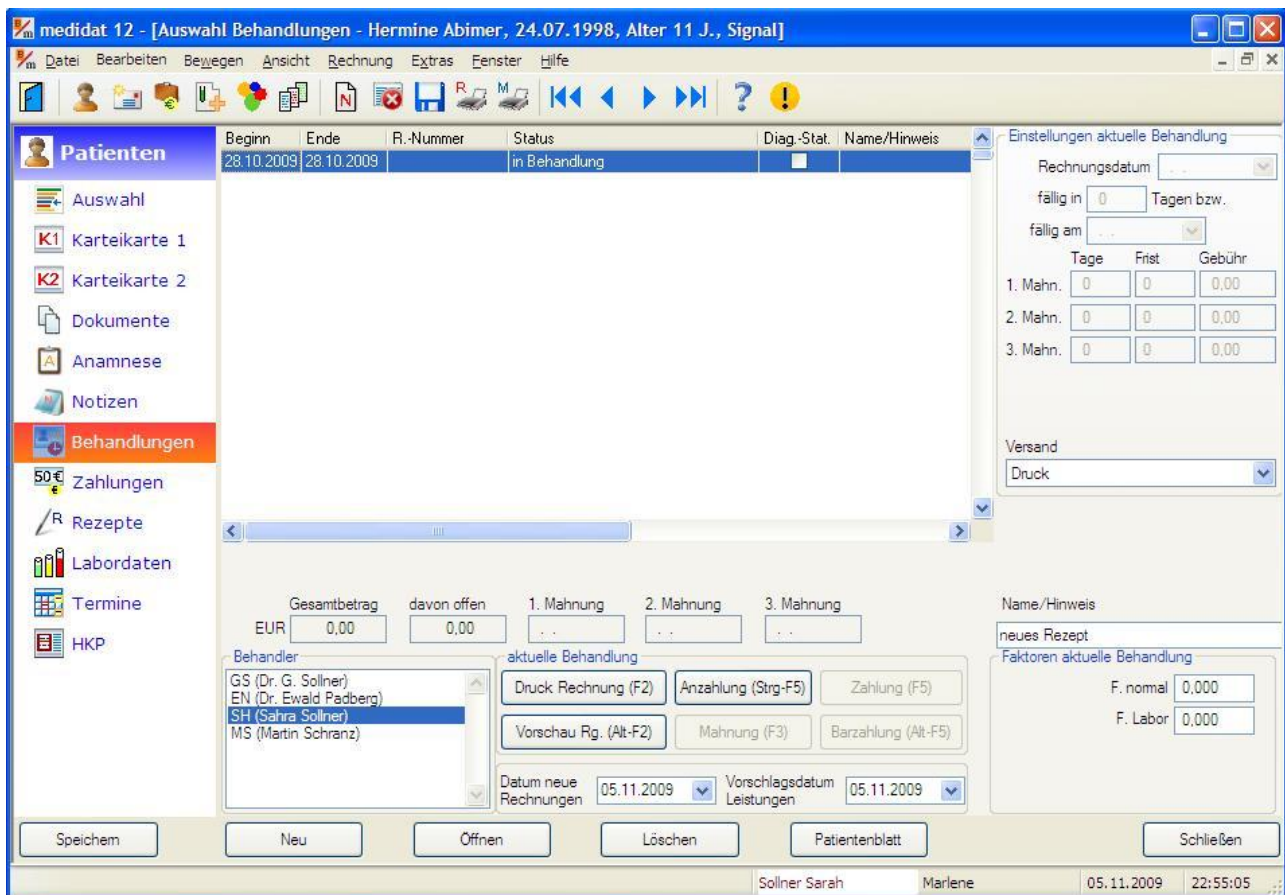 medidat 12 - [Auswahl Behandlungen - Hermine Abimer, 24.07.1998, Alter 11 J., Signal]
Datei Bearbeiten Bewegen Ansicht Rechnung Extras Fenster Hilfe
N R M ? !
Patienten
Auswahl
K1 Karteikarte 1
K2 Karteikarte 2
Dokumente
A Anamnese
Notizen
Behandlungen
50 € € Zahlungen
R Rezepte
Labordaten
Termine
HKP
Beginn Ende R.-Nummer Status Diag.-Stat. Name/Hinweis
28.10.2009 28.10.2009 in Behandlung
Einstellungen aktuelle Behandlung
Rechnungsdatum . .
fällig in 0 Tagen bzw.
fällig am . .
Tage Frist Gebühr
1. Mahn. 0 0 0,00
2. Mahn. 0 0 0,00
3. Mahn. 0 0 0,00
Versand
Druck
Gesamtbetrag davon offen 1. Mahnung 2. Mahnung 3. Mahnung
EUR 0,00 0,00 . . . . . .
Name/Hinweis
neues Rezept
Behandler
GS (Dr. G. Sollner)
EN (Dr. Ewald Padberg)
SH (Sahra Sollner)
MS (Martin Schranz)
aktuelle Behandlung
Druck Rechnung (F2) Anzahlung (Strg-F5) Zahlung (F5)
Vorschau Rg. (Alt-F2) Mahnung (F3) Barzahlung (Alt-F5)
Datum neue Rechnungen 05.11.2009 Vorschlagsdatum Leistungen 05.11.2009
Faktoren aktuelle Behandlung
F. normal 0,000
F. Labor 0,000
Speichern Neu Öffnen Löschen Patientenblatt Schließen
Sollner Sarah Marlene 05.11.2009 22:55:05